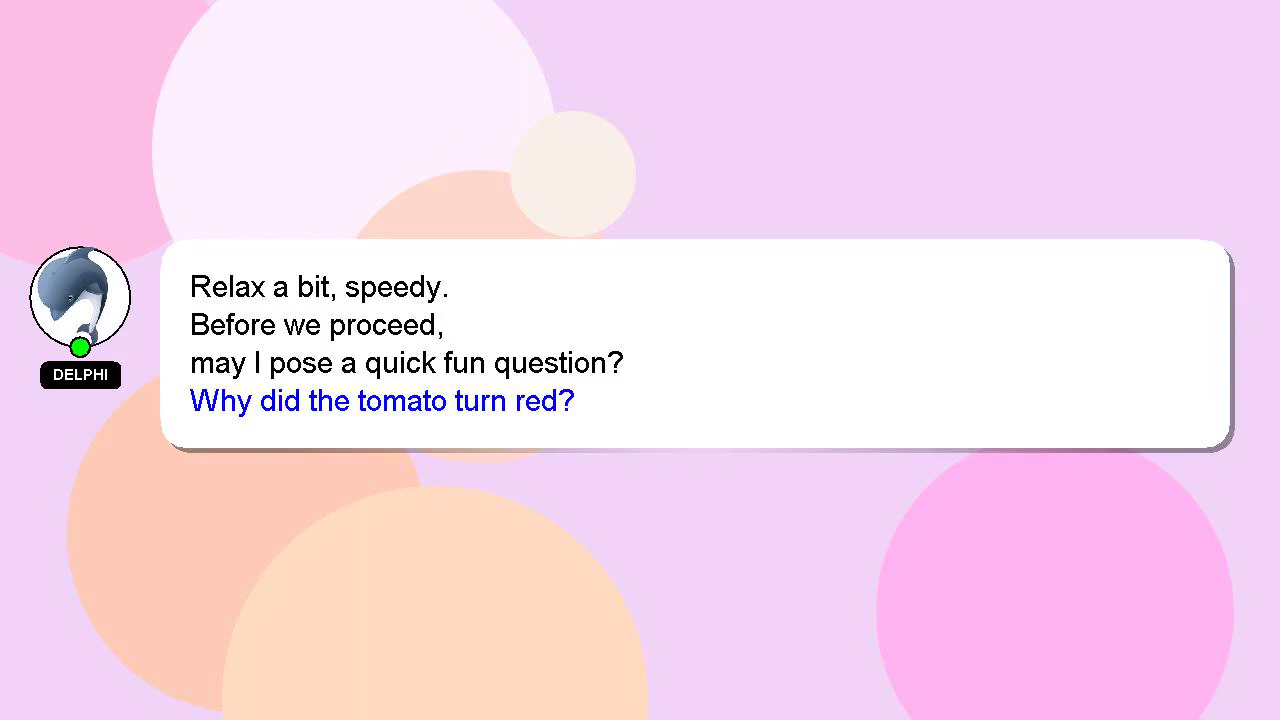 Relax a bit, speedy.
Before we proceed,
may I pose a quick fun question?
Why did the tomato turn red?
DELPHI